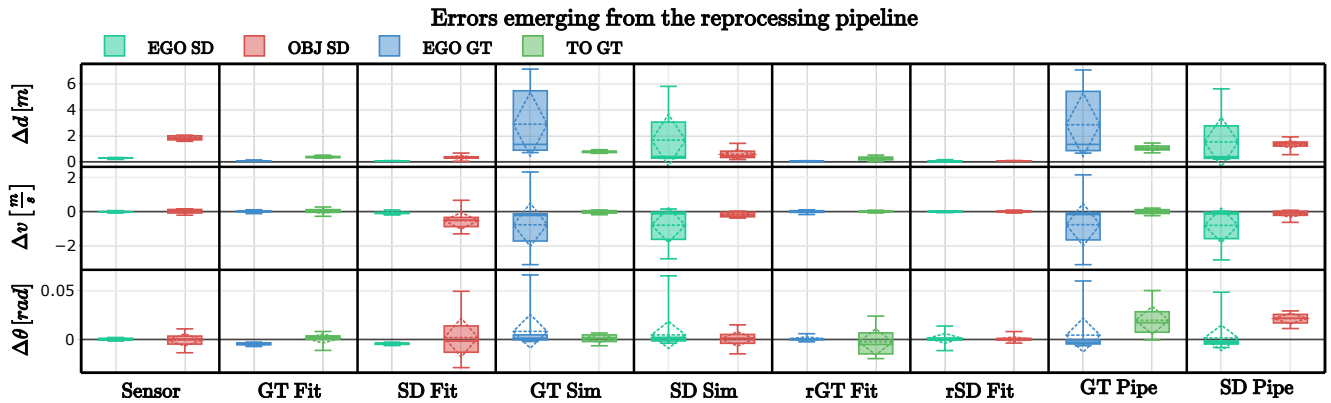 Errors emerging from the reprocessing pipeline
EGO SD OBJ SD EGO GT TO GT
Δd [m]
6
4
2
0
Δv [m/s]
2
0
−2
Δθ [rad]
0.05
0
Sensor GT Fit SD Fit GT Sim SD Sim rGT Fit rSD Fit GT Pipe SD Pipe